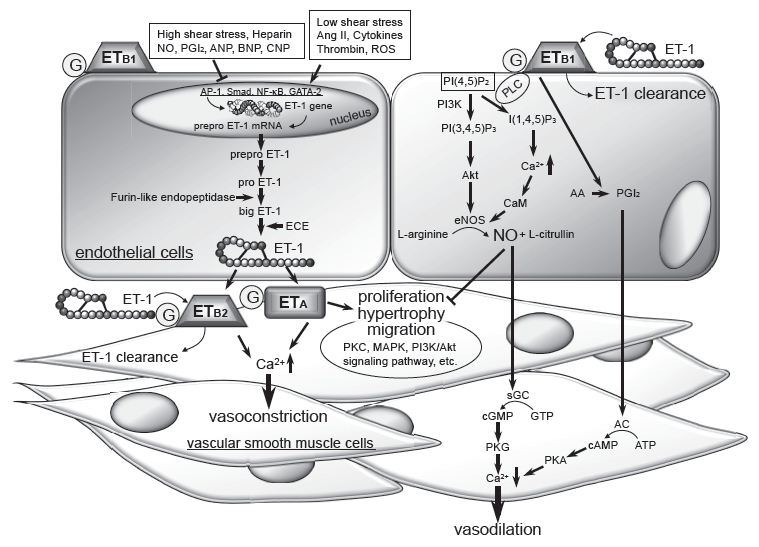 High shear stress, Heparin
NO, PGI₂, ANP, BNP, CNP
Low shear stress
Ang II, Cytokines
Thrombin, ROS
G
ETB1
AP-1, Smad, NF-κB, GATA-2
ET-1 gene
nucleus
prepro ET-1 mRNA
prepro ET-1
pro ET-1
Furin-like endopeptidase
big ET-1
ECE
endothelial cells
ET-1
G
ETB1
ET-1
ET-1 clearance
PI(4,5)P₂
PLC
PI3K
I(1,4,5)P₃
PI(3,4,5)P₃
Ca²⁺
Akt
CaM
AA
PGI₂
eNOS
L-arginine
NO + L-citrullin
ET-1
G
ETB2
G
ETA
ET-1 clearance
proliferation
hypertrophy
migration
PKC, MAPK, PI3K/Akt
signaling pathway, etc.
Ca²⁺
vasoconstriction
vascular smooth muscle cells
sGC
cGMP
GTP
PKG
Ca²⁺
AC
cAMP
ATP
PKA
vasodilation